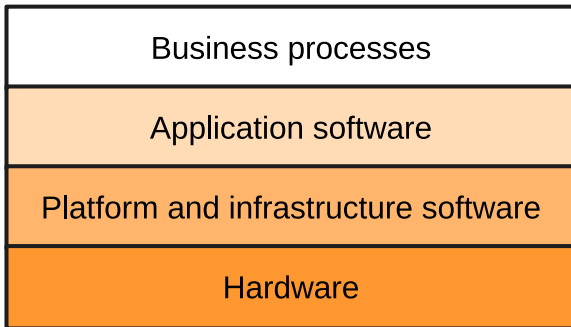 Business processes
Application software
Platform and infrastructure software
Hardware